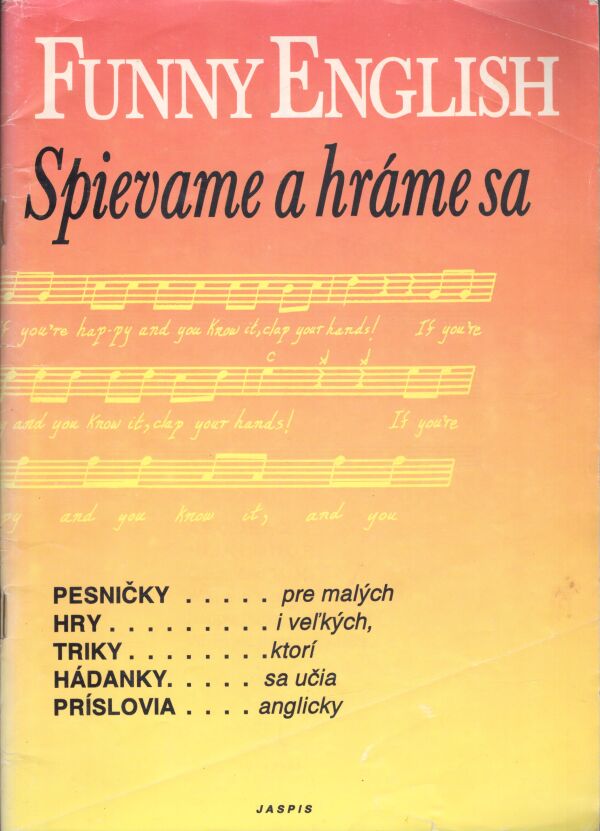 FUNNY ENGLISH
Spievame a hráme sa
If you're hap-py and you know it, clap your hands! If you're
C
and you know it, clap your hands! If you're
py and you know it, and you
PESNIČKY . . . . . pre malých
HRY . . . . . . . . . i veľkých,
TRIKY . . . . . . . . ktorí
HÁDANKY. . . . . sa učia
PRÍSLOVIA . . . . anglicky
JASPIS